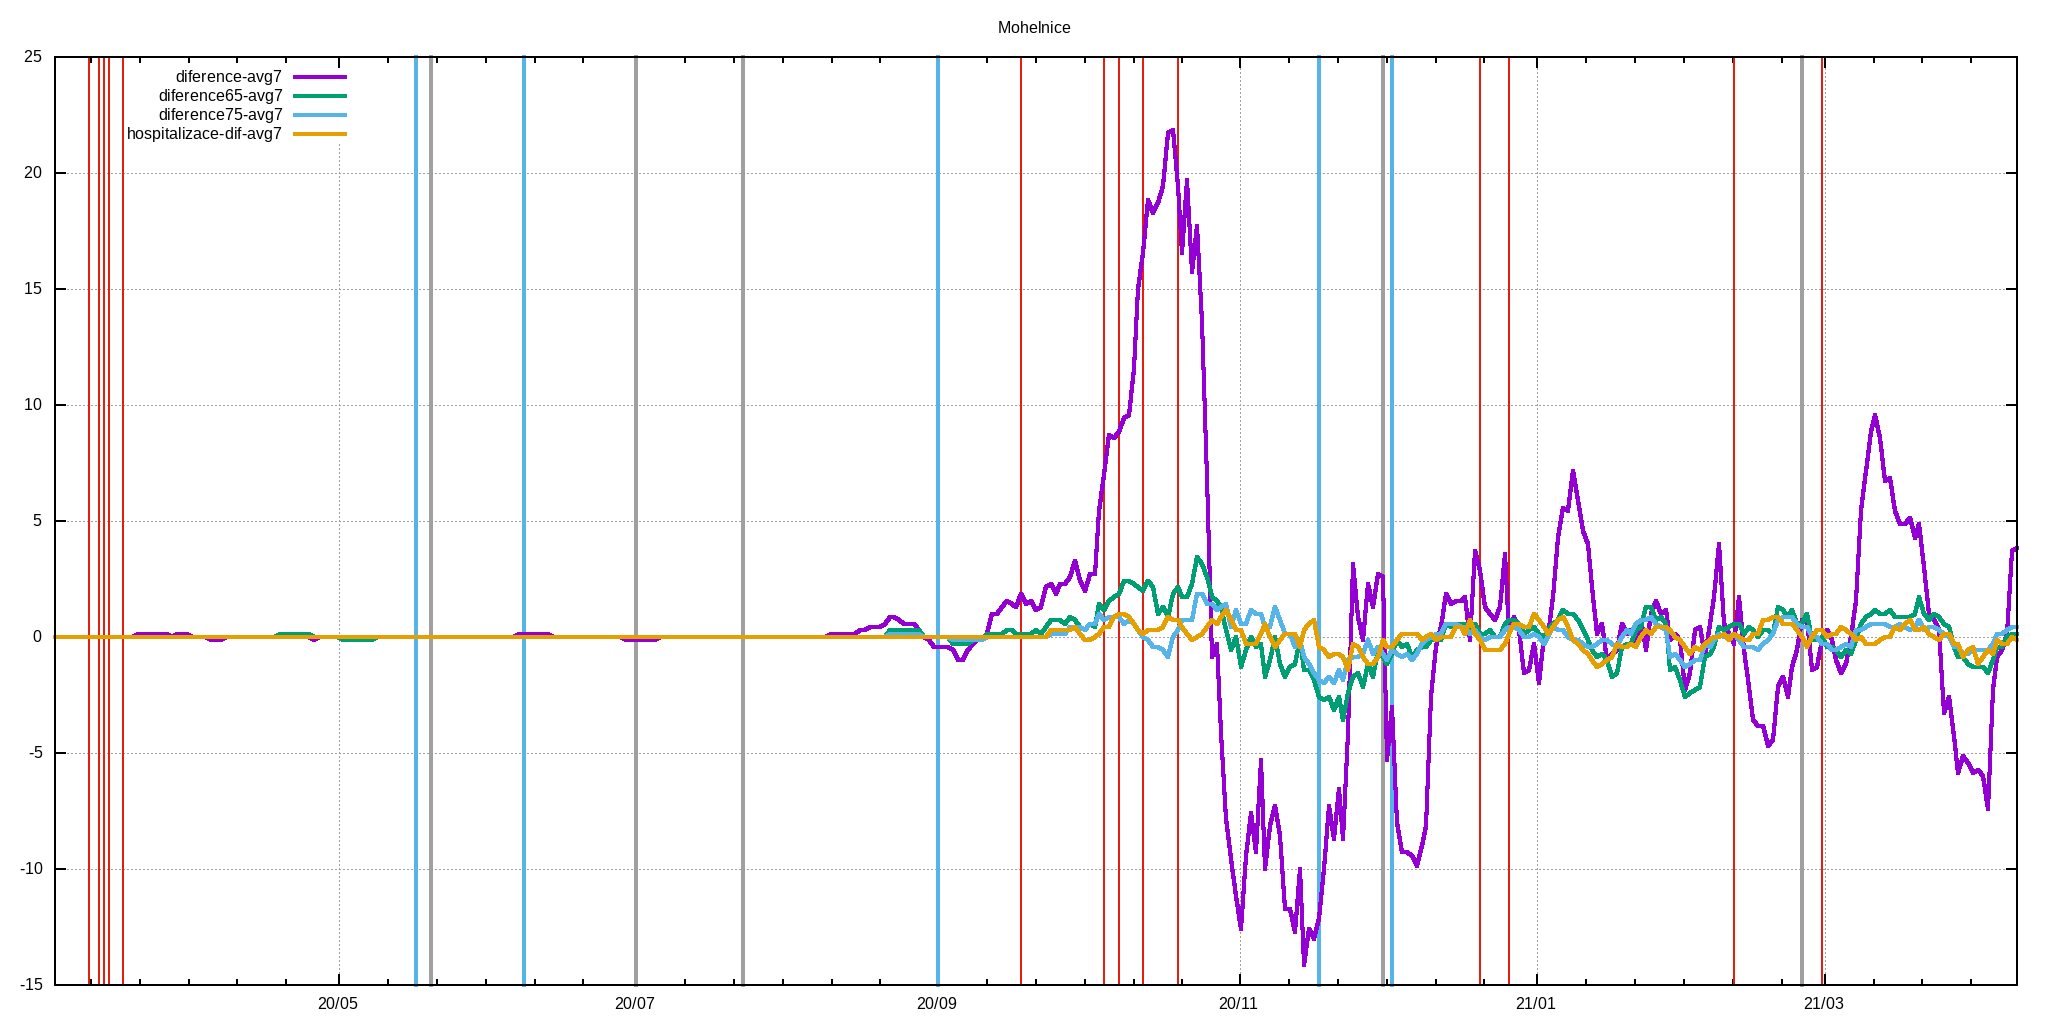 Mohelnice
25
diference-avg7
diference65-avg7
diference75-avg7
hospitalizace-dif-avg7
20
15
10
5
0
-5
-10
-15
20/05 20/07 20/09 20/11 21/01 21/03